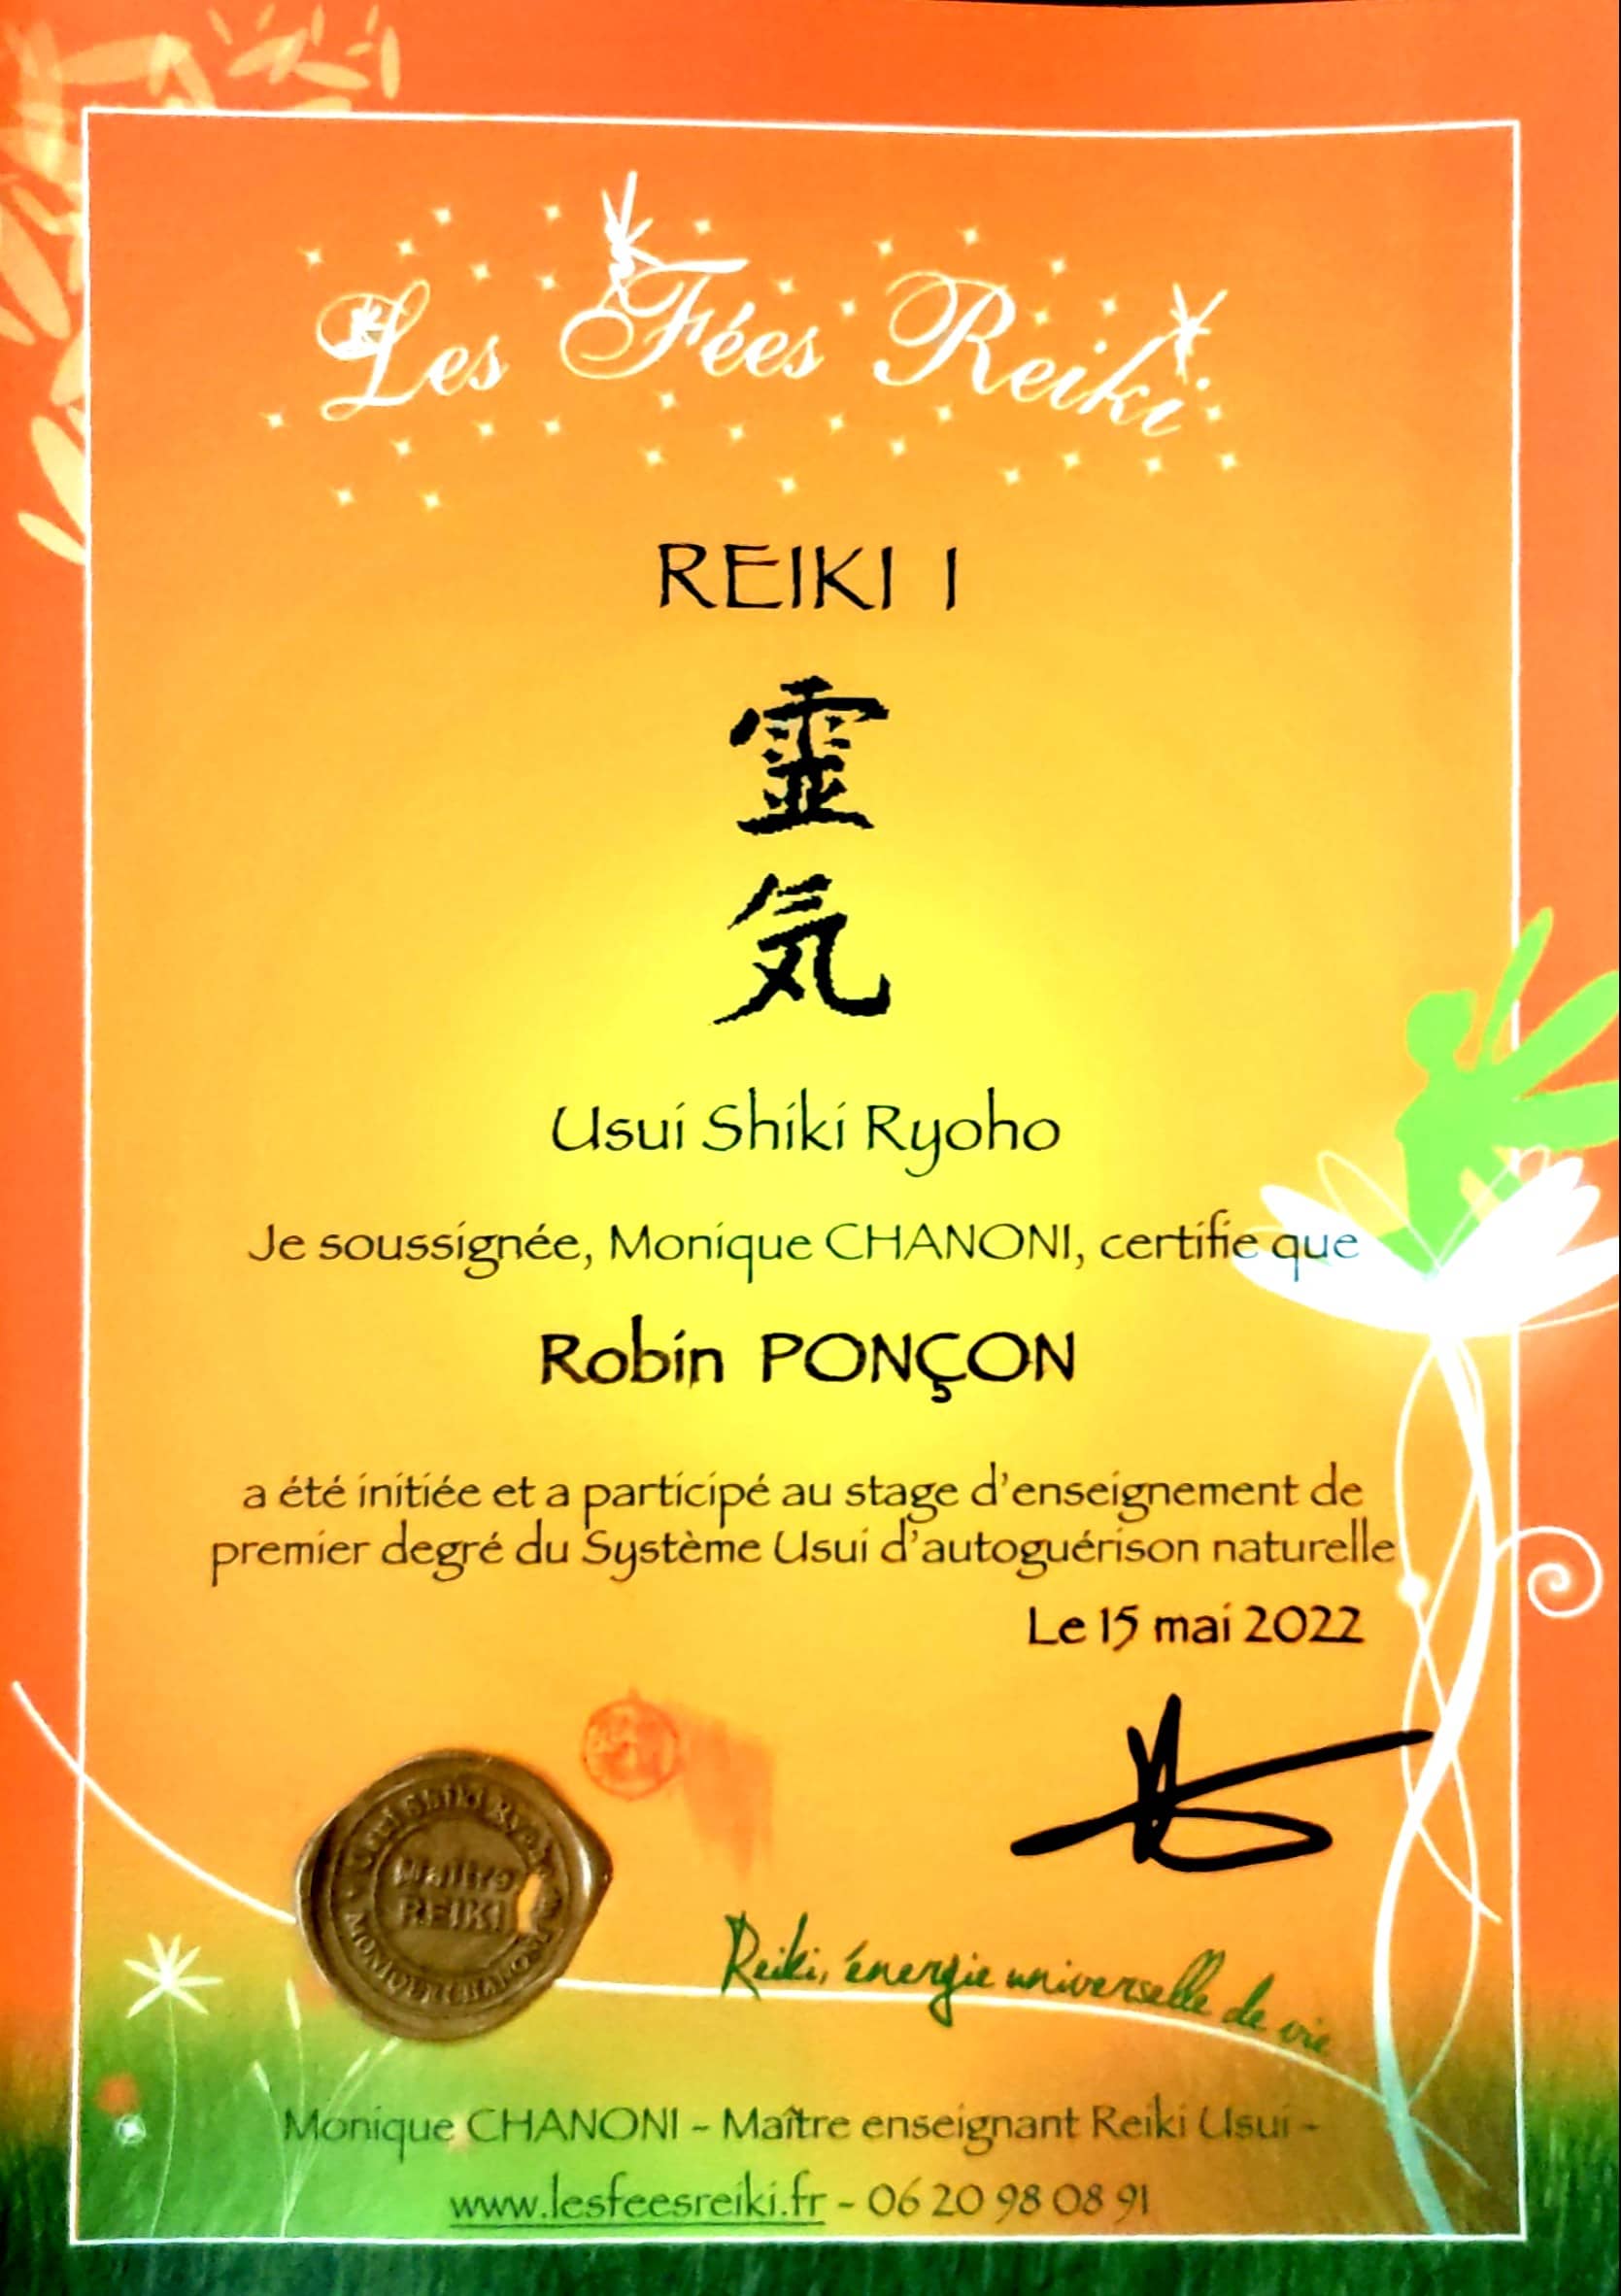 Les Fées Reiki
REIKI I
靈
気
Usui Shiki Ryoho
Je soussignée, Monique CHANONI, certifie que
Robin PONÇON
a été initiée et a participé au stage d'enseignement de
premier degré du Système Usui d'autoguérison naturelle
Le 15 mai 2022
Usui Shiki Ryoho
Maître
REIKI
MONIQUE CHANONI
Reiki, énergie universelle de vie
Monique CHANONI - Maître enseignant Reiki Usui -
www.lesfeesreiki.fr - 06 20 98 08 91